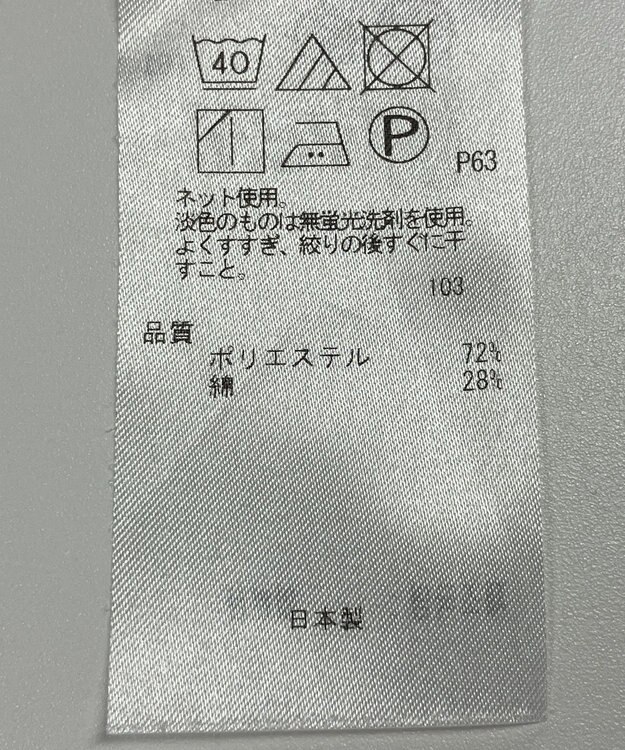 40
P
P63
ネット使用。
淡色のものは無蛍光洗剤を使用。
よくすすぎ、絞りの後すぐに干
すこと。
103
品質
ポリエステル 72%
綿 28%
日本製